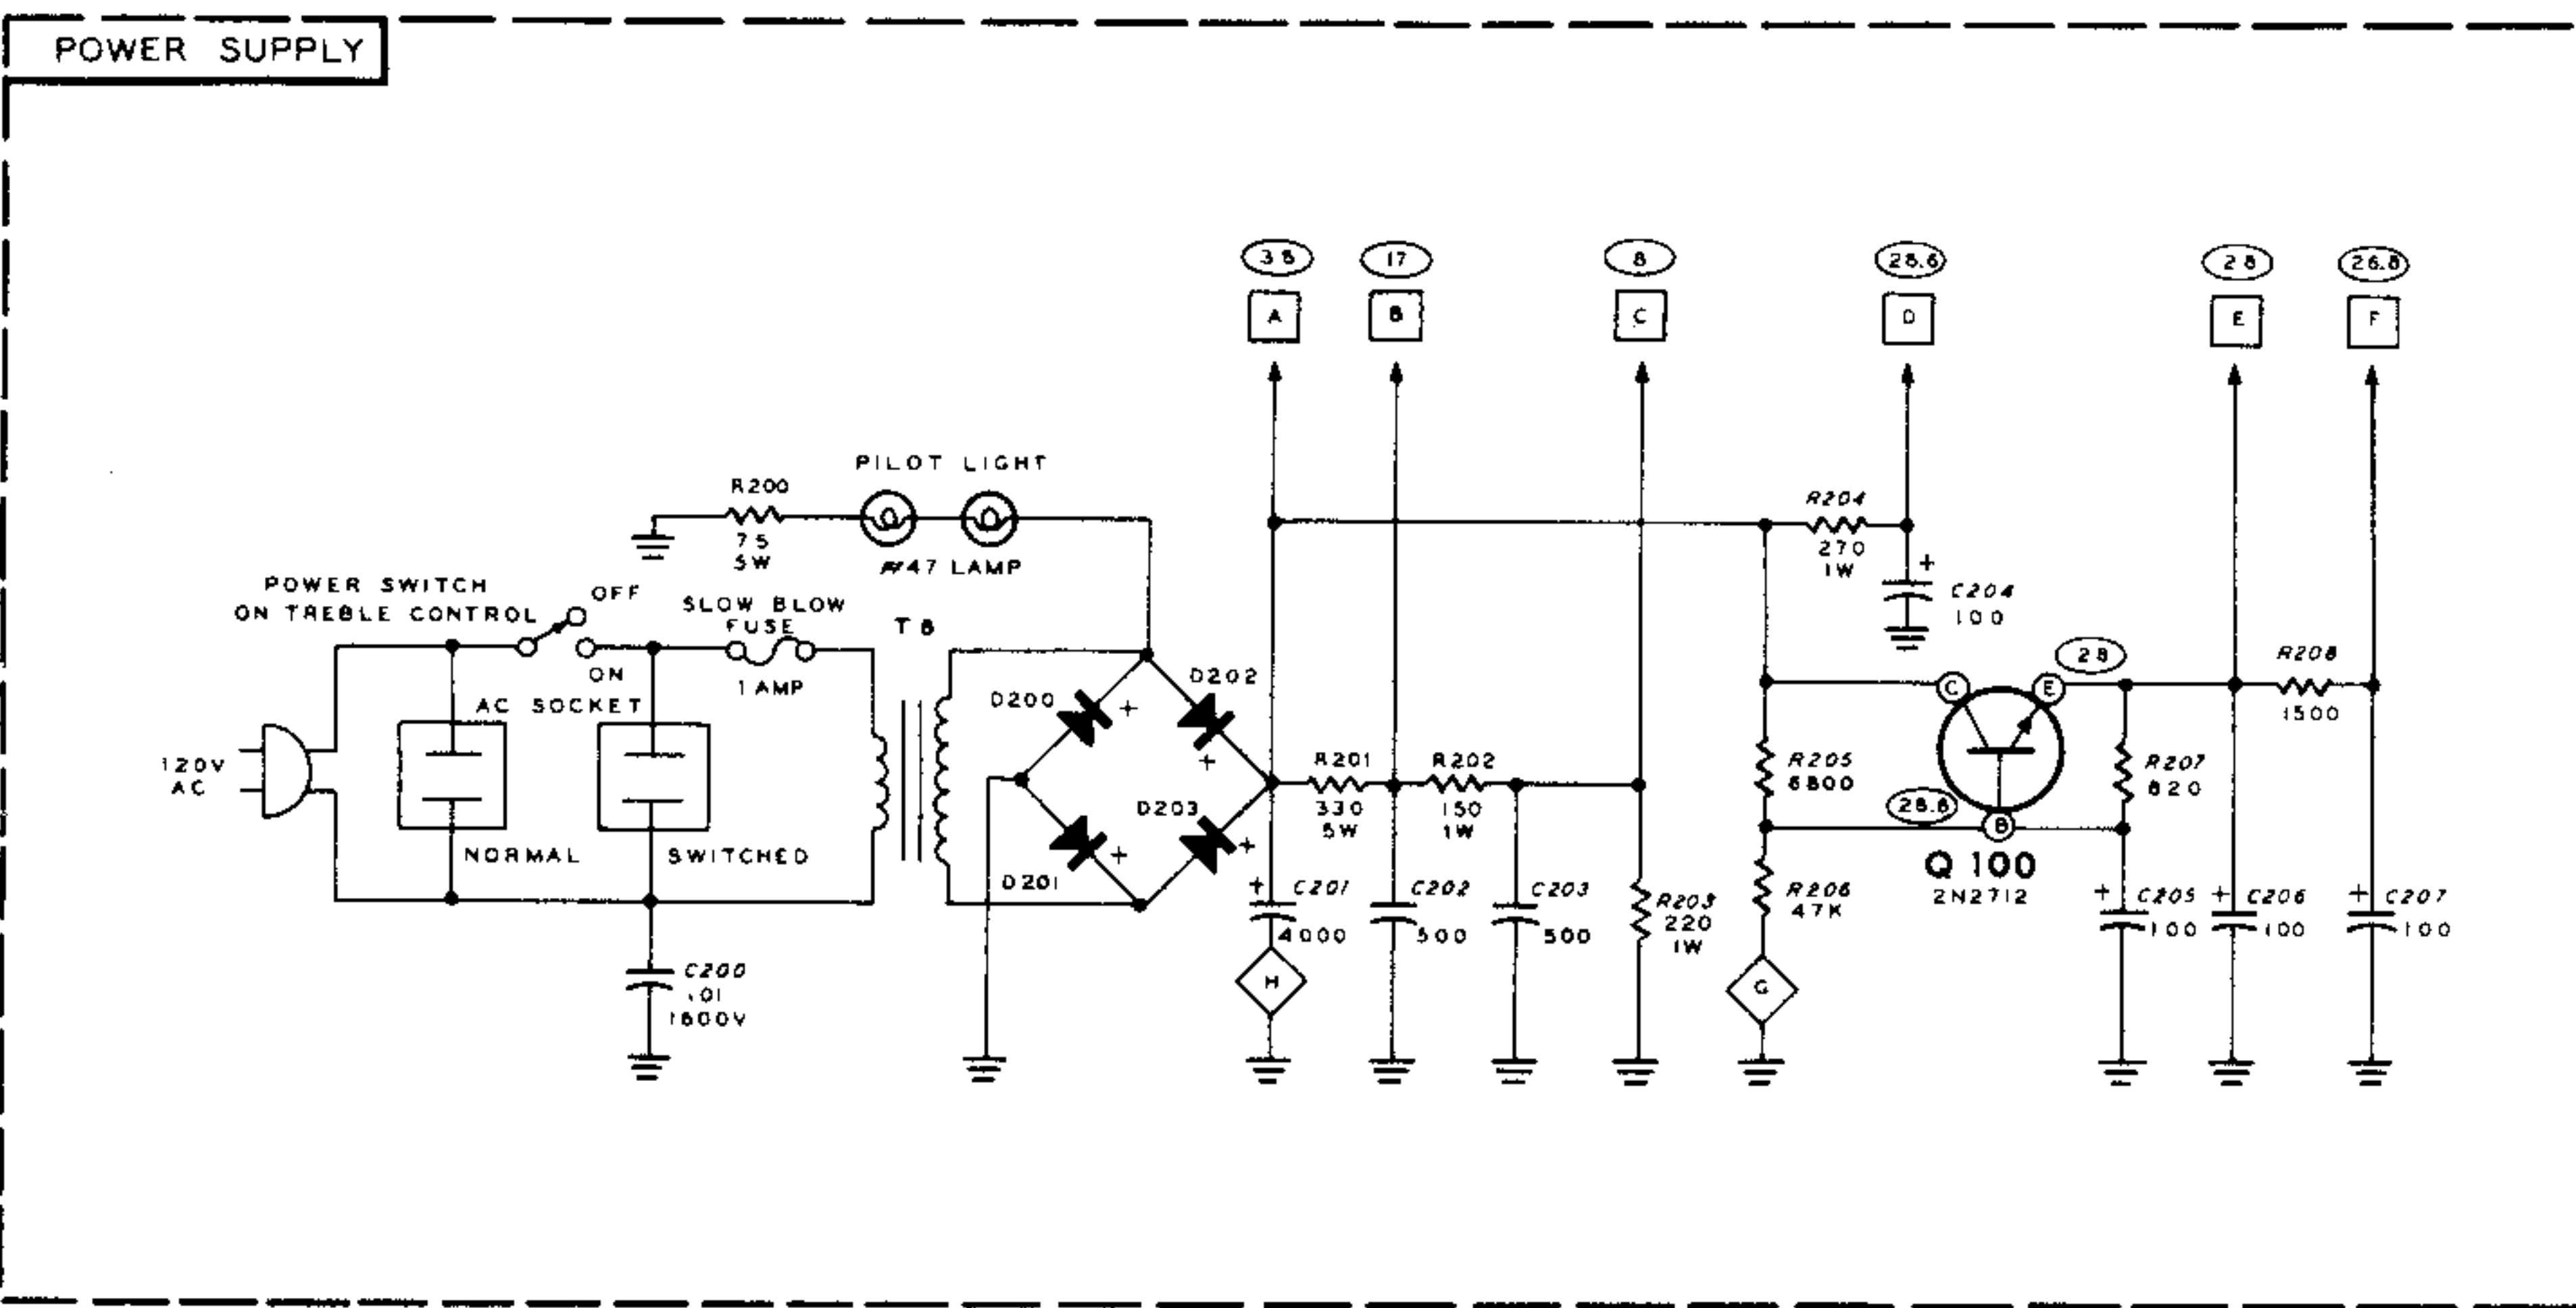 POWER SUPPLY
35
17
8
28.6
28
26.8
A
B
C
D
E
F
PILOT LIGHT
R200
75
5W
#47 LAMP
R204
270
1W
+
C204
100
POWER SWITCH
ON TREBLE CONTROL
OFF
ON
SLOW BLOW
FUSE
1 AMP
T8
AC SOCKET
120V
AC
NORMAL
SWITCHED
C200
.01
1600V
D200
+
D202
+
D201
+
D203
+
R201
330
5W
R202
150
1W
+
C201
4000
H
C202
500
C203
500
R203
220
1W
R205
6800
R206
47K
G
C
E
B
28
28.6
Q 100
2N2712
R207
820
R208
1500
+
C205
100
+
C206
100
+
C207
100